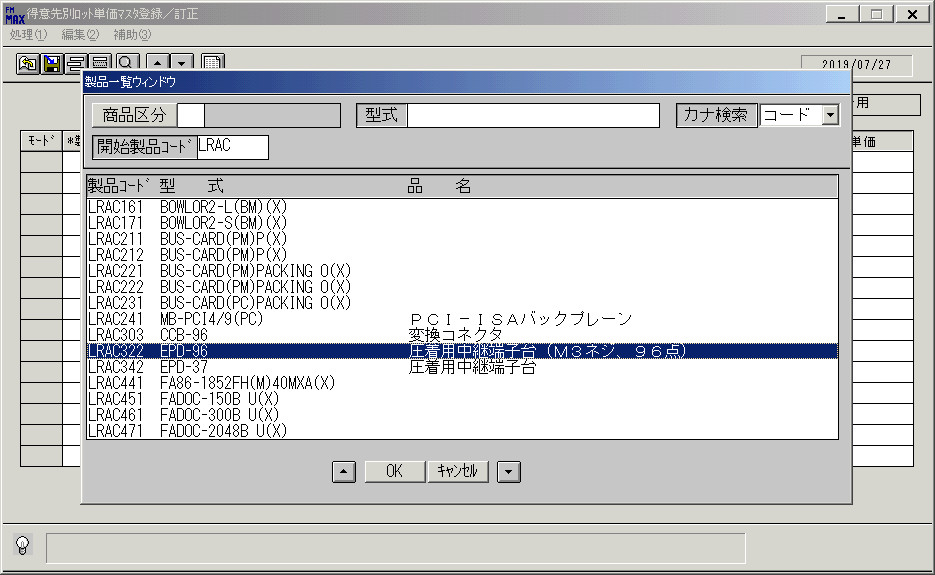 得意先別ﾛｯﾄ単価ﾏｽﾀ登録／訂正
処理(1) 編集(2) 補助(3)
2019/07/27
製品一覧ｳｨﾝﾄﾞｳ
商品区分 型式 カナ検索 コード 用
開始製品ｺｰﾄﾞ LRAC
ﾓｰﾄﾞ 単価
製品ｺｰﾄﾞ 型　　式 品　　名
LRAC161 BOWLOR2-L(BM)(X)
LRAC171 BOWLOR2-S(BM)(X)
LRAC211 BUS-CARD(PM)P(X)
LRAC212 BUS-CARD(PM)P(X)
LRAC221 BUS-CARD(PM)PACKING O(X)
LRAC222 BUS-CARD(PM)PACKING O(X)
LRAC231 BUS-CARD(PC)PACKING O(X)
LRAC241 MB-PCI4/9(PC) ＰＣＩ－ＩＳＡバックプレーン
LRAC303 CCB-96 変換コネクタ
LRAC322 EPD-96 圧着用中継端子台（Ｍ３ネジ、９６点）
LRAC342 EPD-37 圧着用中継端子台
LRAC441 FA86-1852FH(M)40MXA(X)
LRAC451 FADOC-150B U(X)
LRAC461 FADOC-300B U(X)
LRAC471 FADOC-2048B U(X)
OK ｷｬﾝｾﾙ